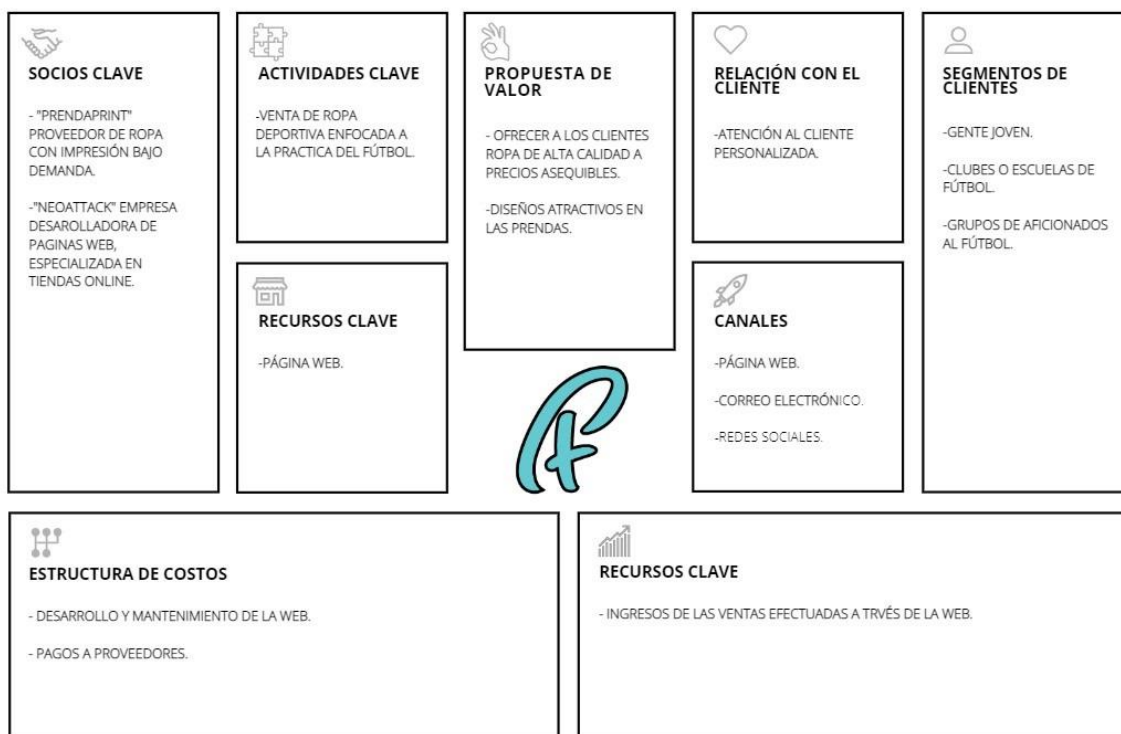 SOCIOS CLAVE
- "PRENDAPRINT"
PROVEEDOR DE ROPA
CON IMPRESIÓN BAJO
DEMANDA.
-"NEOATTACK" EMPRESA
DESAROLLADORA DE
PAGINAS WEB,
ESPECIALIZADA EN
TIENDAS ONLINE.
ACTIVIDADES CLAVE
-VENTA DE ROPA
DEPORTIVA ENFOCADA A
LA PRACTICA DEL FÚTBOL.
RECURSOS CLAVE
-PÁGINA WEB.
PROPUESTA DE
VALOR
- OFRECER A LOS CLIENTES
ROPA DE ALTA CALIDAD A
PRECIOS ASEQUIBLES.
-DISEÑOS ATRACTIVOS EN
LAS PRENDAS.
RELACIÓN CON EL
CLIENTE
-ATENCIÓN AL CLIENTE
PERSONALIZADA.
CANALES
-PÁGINA WEB.
-CORREO ELECTRÓNICO.
-REDES SOCIALES.
SEGMENTOS DE
CLIENTES
-GENTE JOVEN.
-CLUBES O ESCUELAS DE
FÚTBOL.
-GRUPOS DE AFICIONADOS
AL FÚTBOL.
ESTRUCTURA DE COSTOS
- DESARROLLO Y MANTENIMIENTO DE LA WEB.
- PAGOS A PROVEEDORES.
RECURSOS CLAVE
- INGRESOS DE LAS VENTAS EFECTUADAS A TRVÉS DE LA WEB.